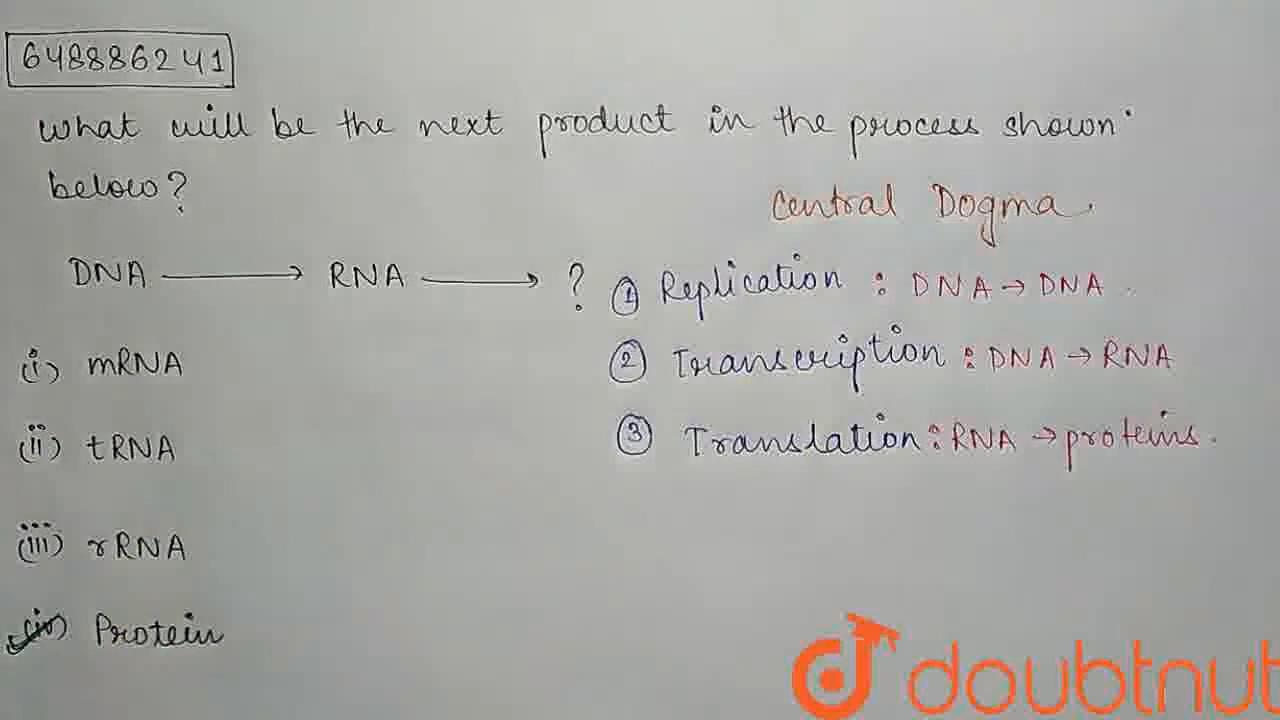 648886241
What will be the next product in the process shown
below?
Central Dogma.
DNA → RNA → ?
① Replication : DNA → DNA.
(i) mRNA
② Transcription : DNA → RNA
(ii) tRNA
③ Translation : RNA → proteins.
(iii) rRNA
(iv) Protein
doubtnut